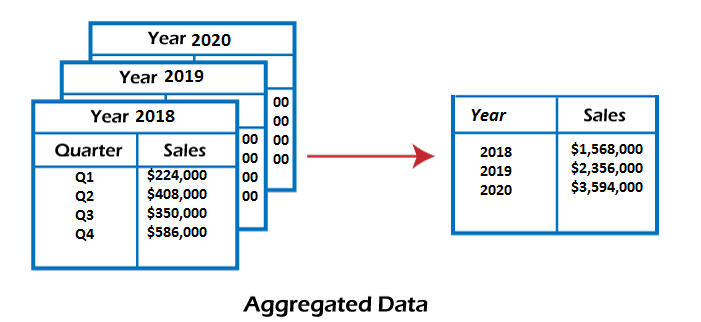 Year 2020
Year 2019
Year 2018
Quarter Sales
Q1 $224,000
Q2 $408,000
Q3 $350,000
Q4 $586,000
00
00
00
00
00
00
00
00
Year Sales
2018 $1,568,000
2019 $2,356,000
2020 $3,594,000
Aggregated Data